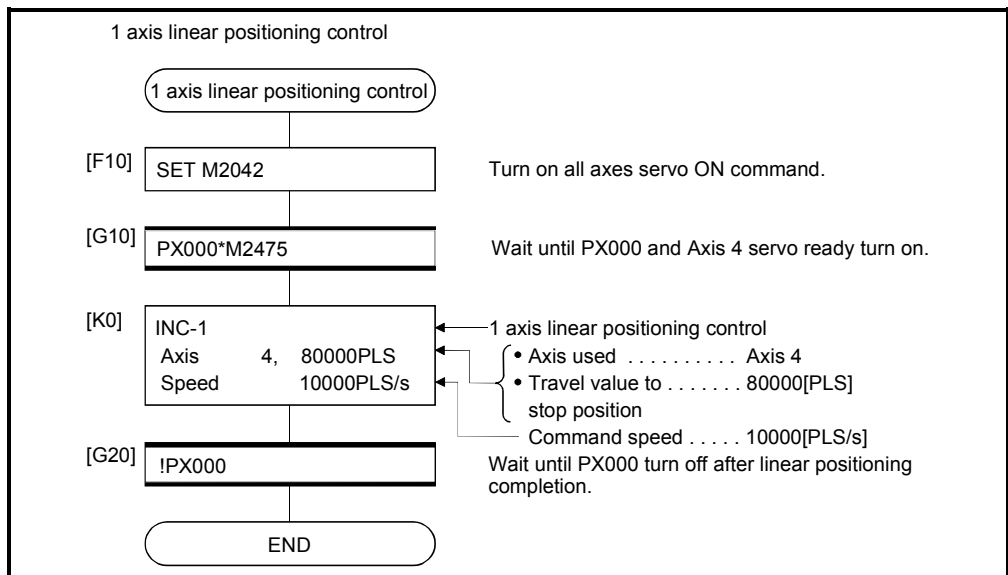 1 axis linear positioning control
1 axis linear positioning control
[F10] SET M2042 Turn on all axes servo ON command.
[G10] PX000*M2475 Wait until PX000 and Axis 4 servo ready turn on.
[K0] INC-1 1 axis linear positioning control
Axis 4, 80000PLS • Axis used . . . . . . . . . . Axis 4
Speed 10000PLS/s • Travel value to . . . . . . . 80000[PLS]
stop position
Command speed . . . . . 10000[PLS/s]
[G20] !PX000 Wait until PX000 turn off after linear positioning
completion.
END